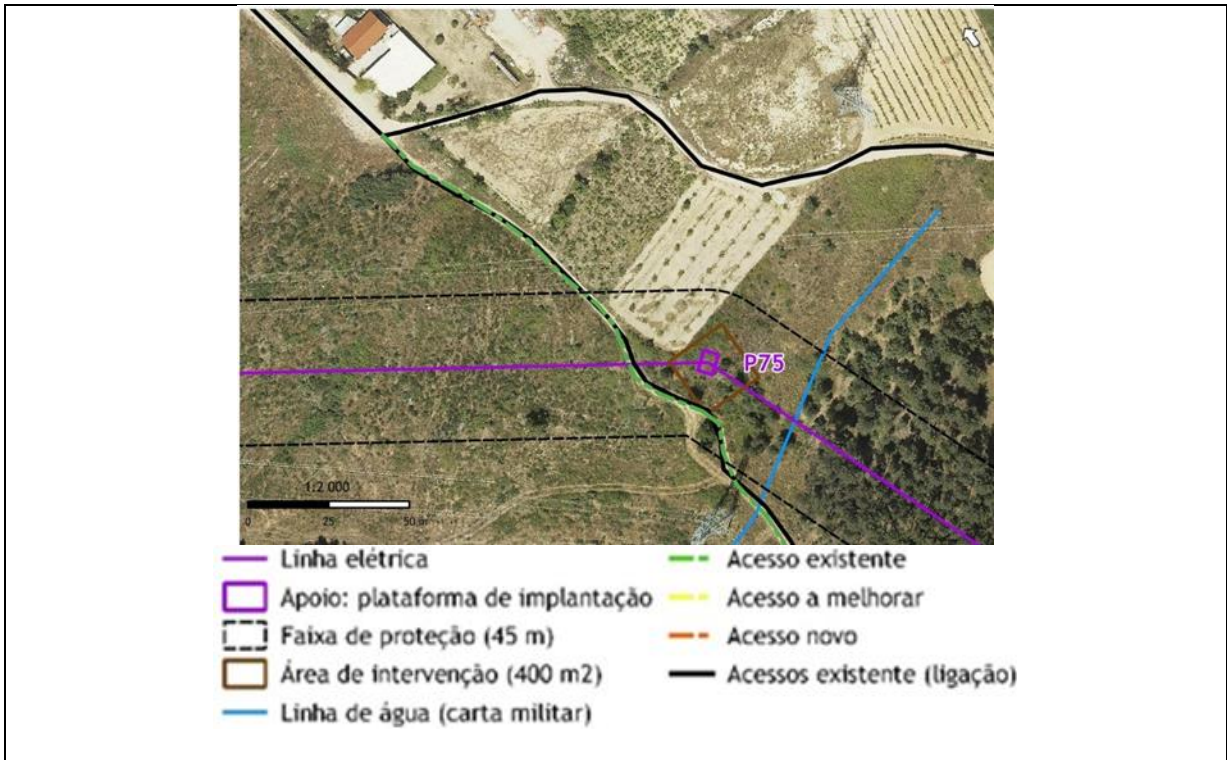 P75
1:2 000
0 25 50 m
Linha elétrica
Apoio: plataforma de implantação
Faixa de proteção (45 m)
Área de intervenção (400 m2)
Linha de água (carta militar)
Acesso existente
Acesso a melhorar
Acesso novo
Acessos existente (ligação)